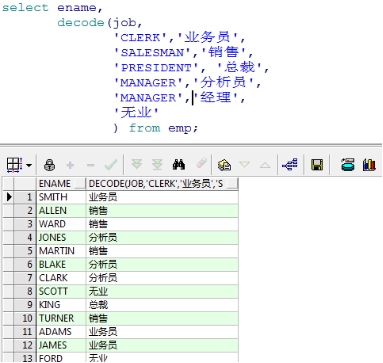 select ename,
decode(job,
'CLERK','业务员',
'SALESMAN','销售',
'PRESIDENT', '总裁',
'MANAGER','分析员',
'MANAGER','经理',
'无业'
) from emp;
ENAME DECODE(JOB,'CLERK','业务员','S
1 SMITH 业务员
2 ALLEN 销售
3 WARD 销售
4 JONES 分析员
5 MARTIN 销售
6 BLAKE 分析员
7 CLARK 分析员
8 SCOTT 无业
9 KING 总裁
10 TURNER 销售
11 ADAMS 业务员
12 JAMES 业务员
13 FORD 无业